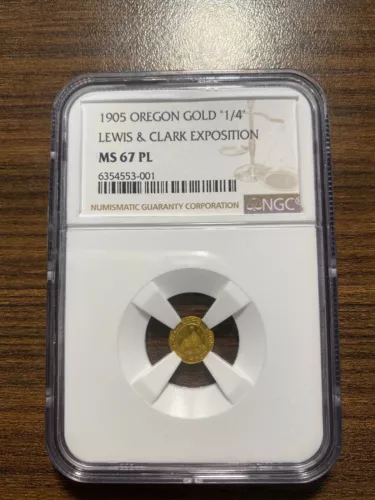 1905 OREGON GOLD "1/4"
LEWIS & CLARK EXPOSITION
MS 67 PL
6354553-001
NUMISMATIC GUARANTY CORPORATION NGC®